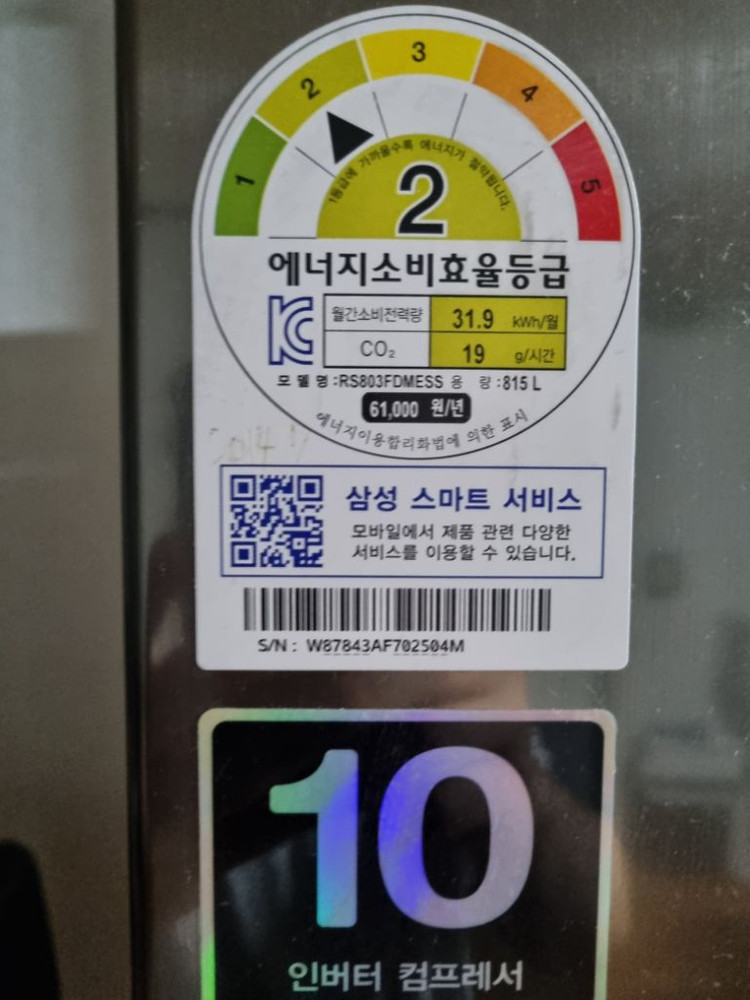 1 2 3 4 5
1등급에 가까울수록 에너지가 절약됩니다.
2
에너지소비효율등급
월간소비전력량 31.9 kWh/월
CO₂ 19 g/시간
모 델 명 :RS803FDMESS 용 량 :815 L
61,000 원/년
에너지이용합리화법에 의한 표시
삼성 스마트 서비스
모바일에서 제품 관련 다양한
서비스를 이용할 수 있습니다.
S/N : W87843AF702504M
10
인버터 컴프레서